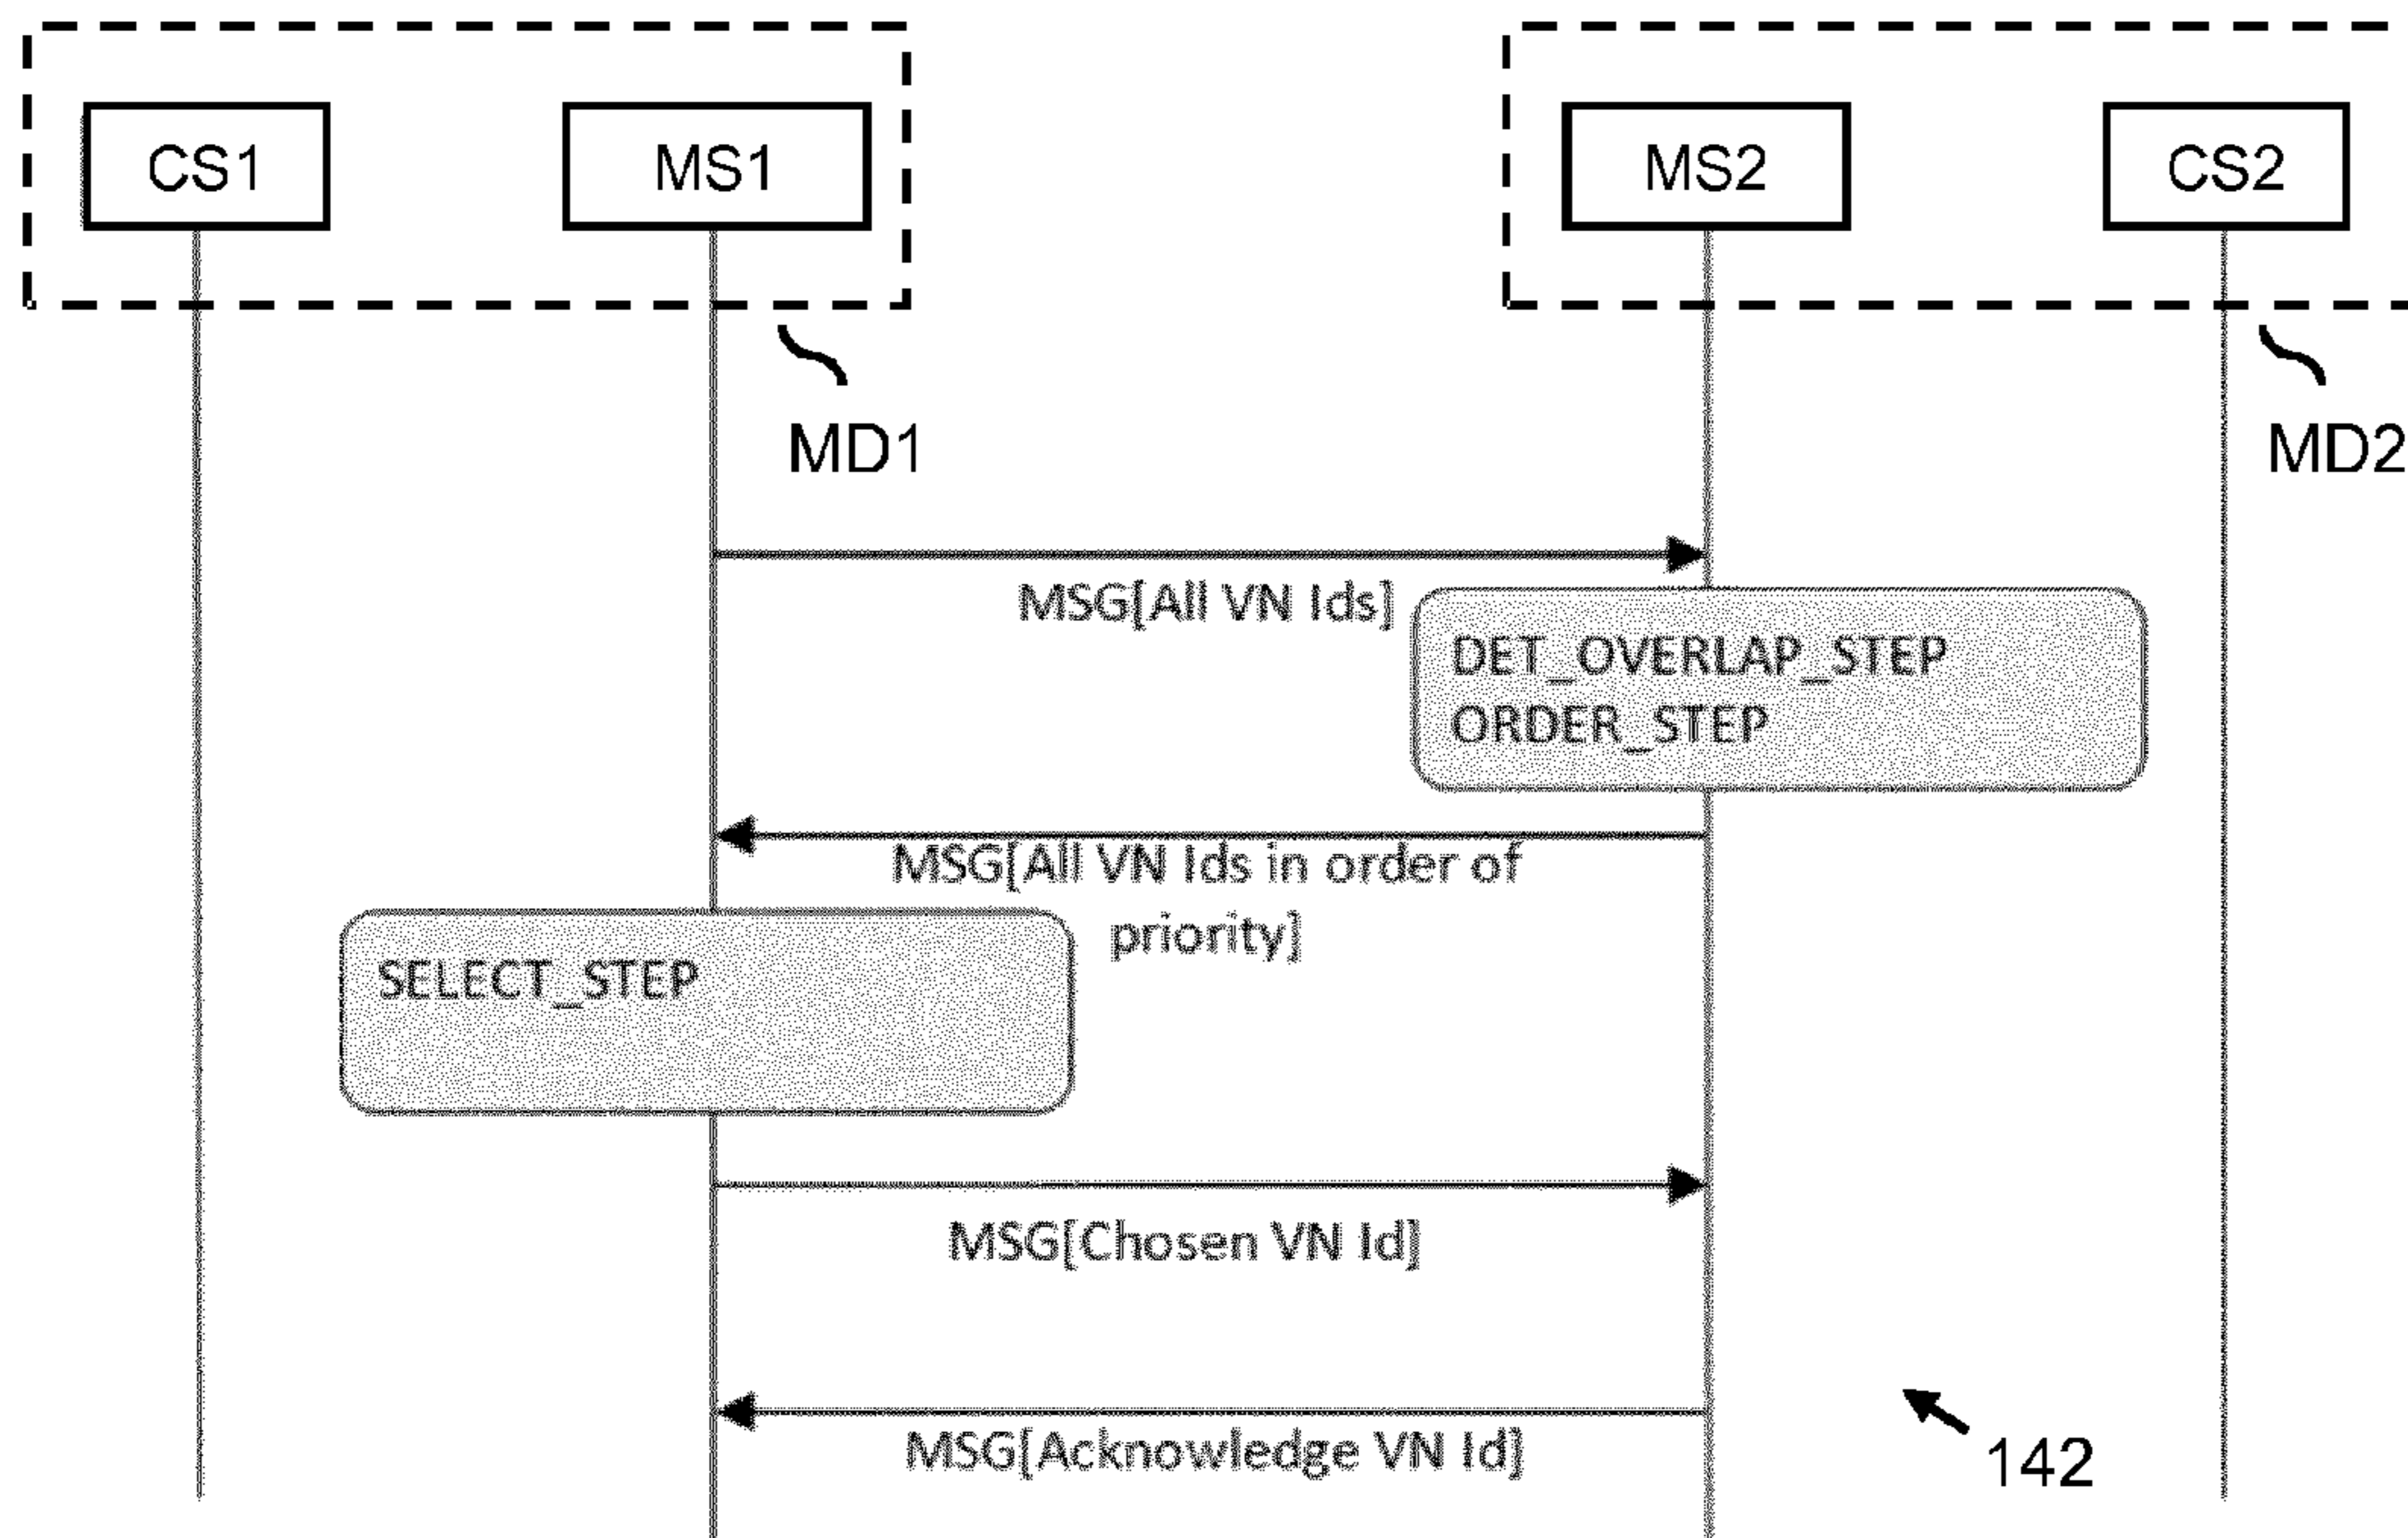 CS1
MS1
MS2
CS2
MD1
MD2
MSG[All VN Ids]
DET_OVERLAP_STEP
ORDER_STEP
MSG[All VN Ids in order of
priority]
SELECT_STEP
MSG[Chosen VN Id]
MSG[Acknowledge VN Id]
142